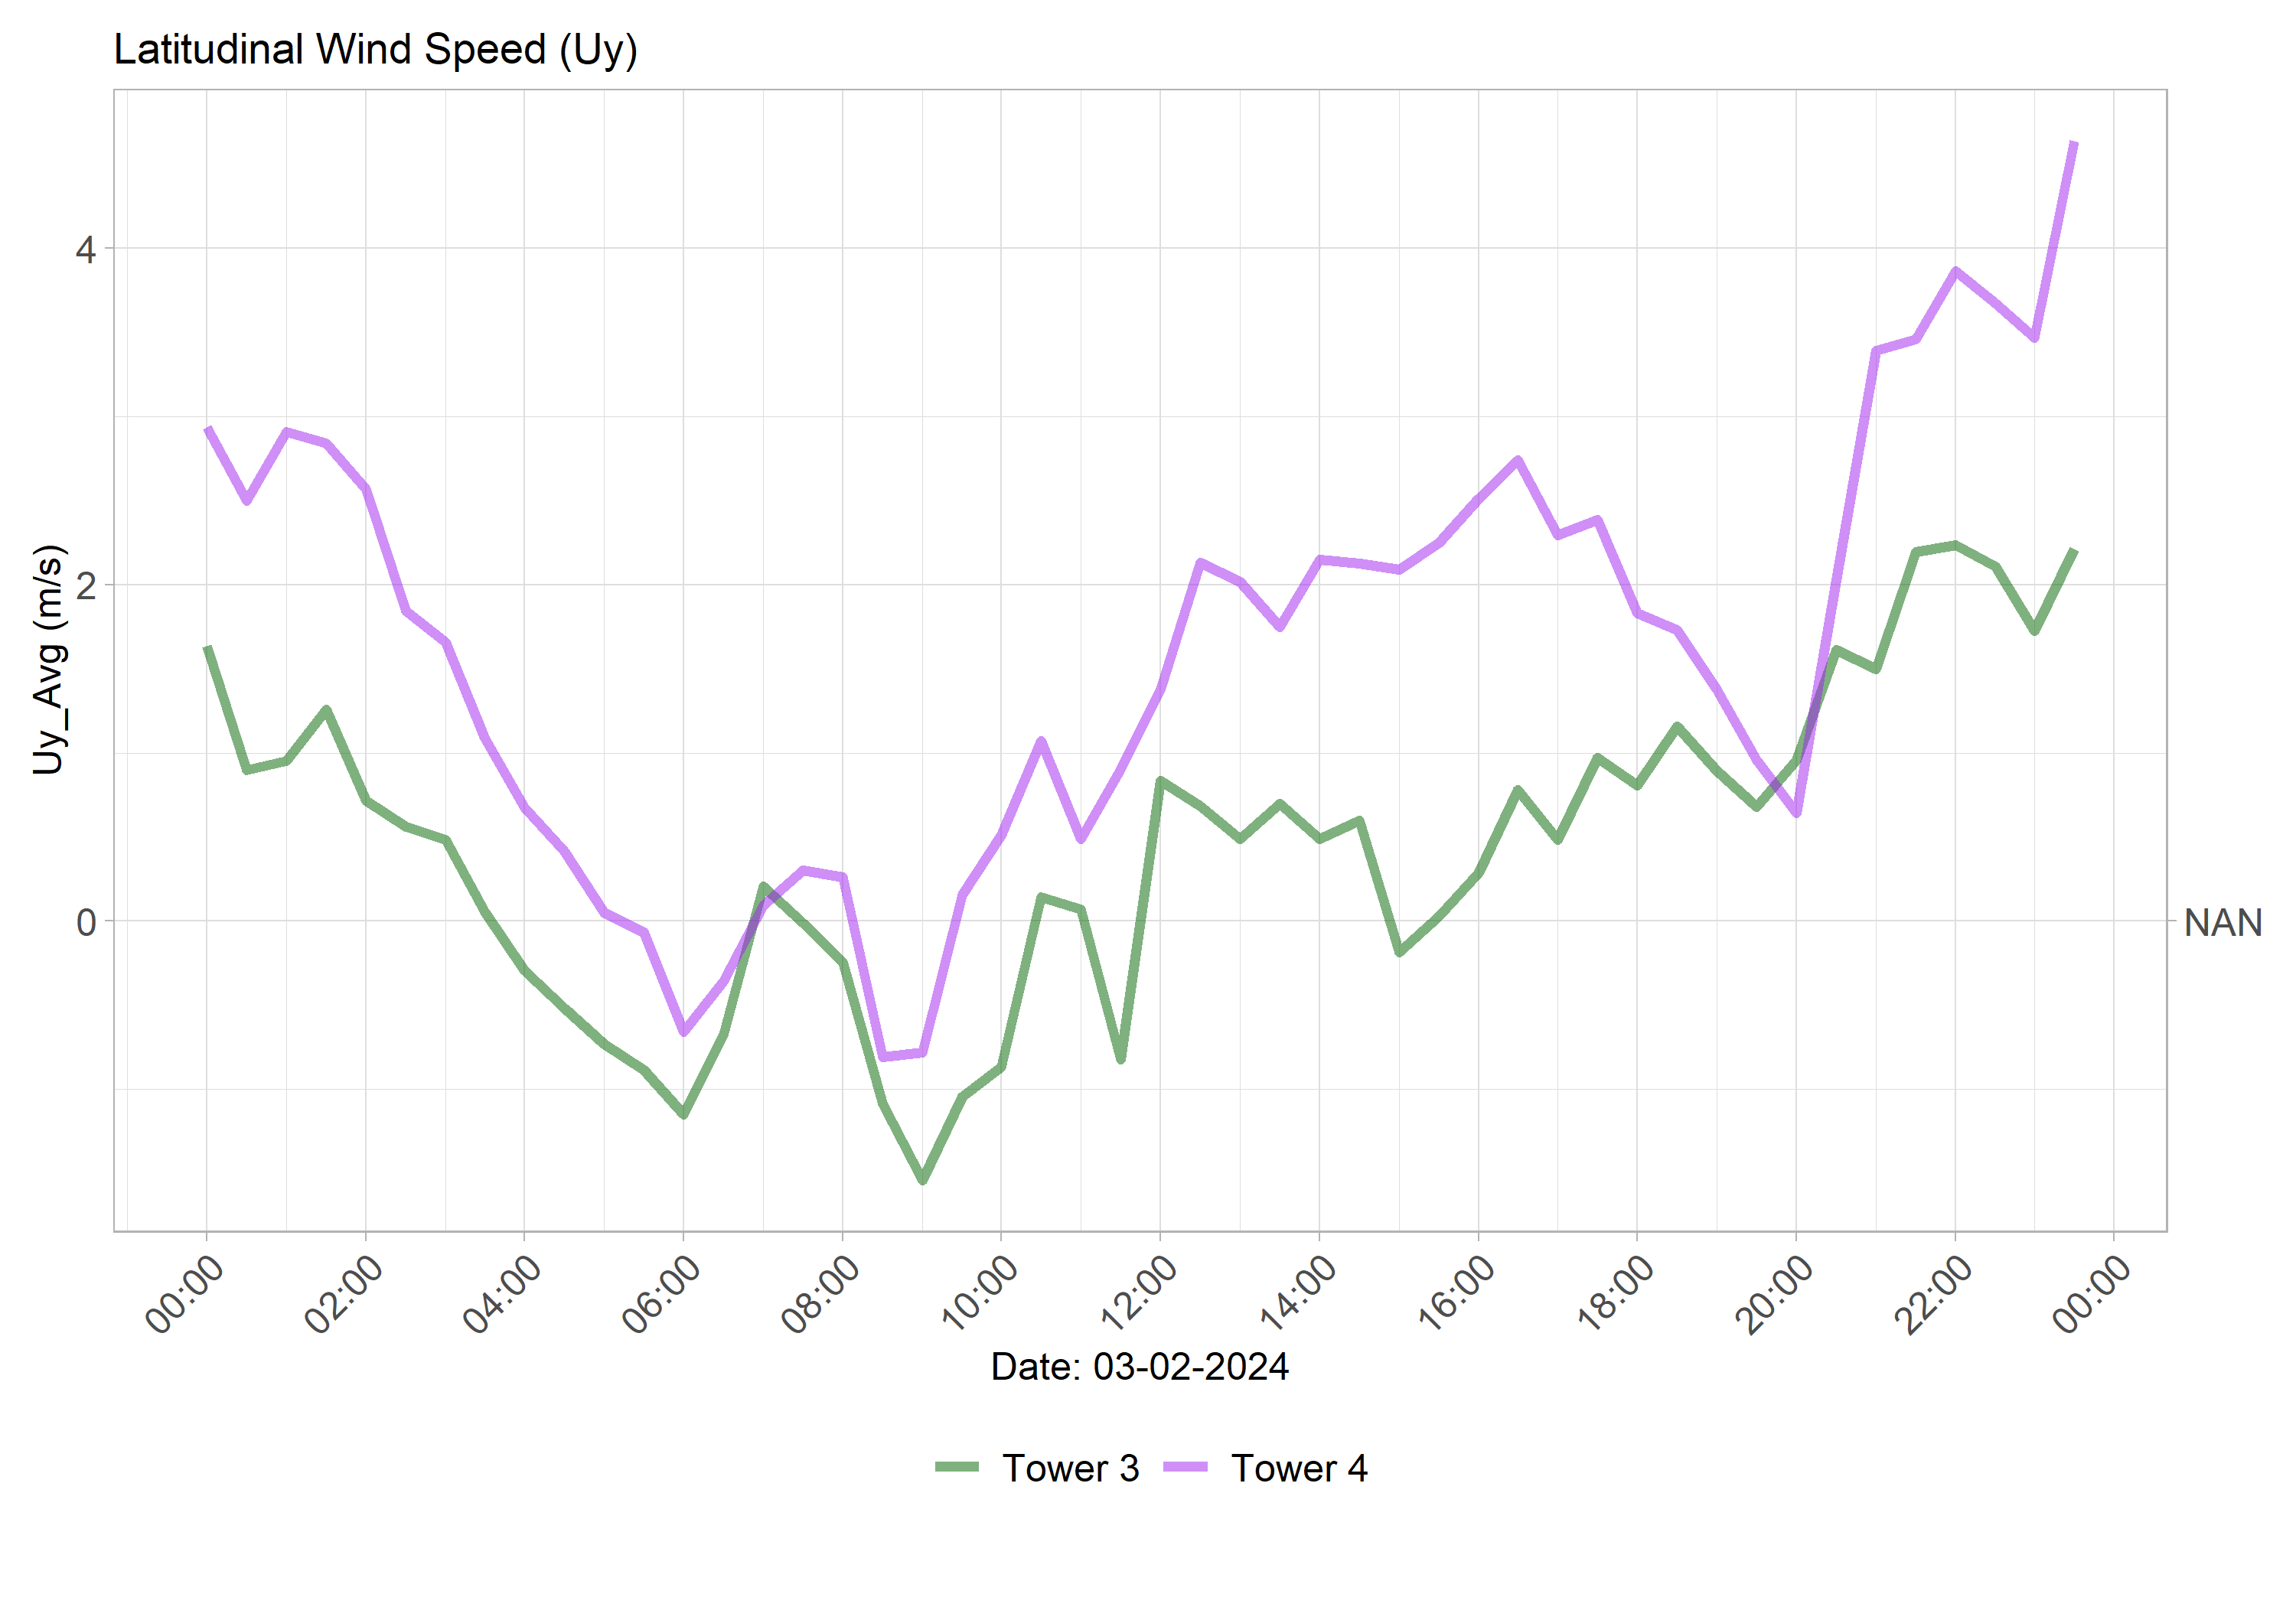 Latitudinal Wind Speed (Uy)
Uy_Avg (m/s)
4
2
0
NAN
00:00 02:00 04:00 06:00 08:00 10:00 12:00 14:00 16:00 18:00 20:00 22:00 00:00
Date: 03-02-2024
Tower 3 Tower 4